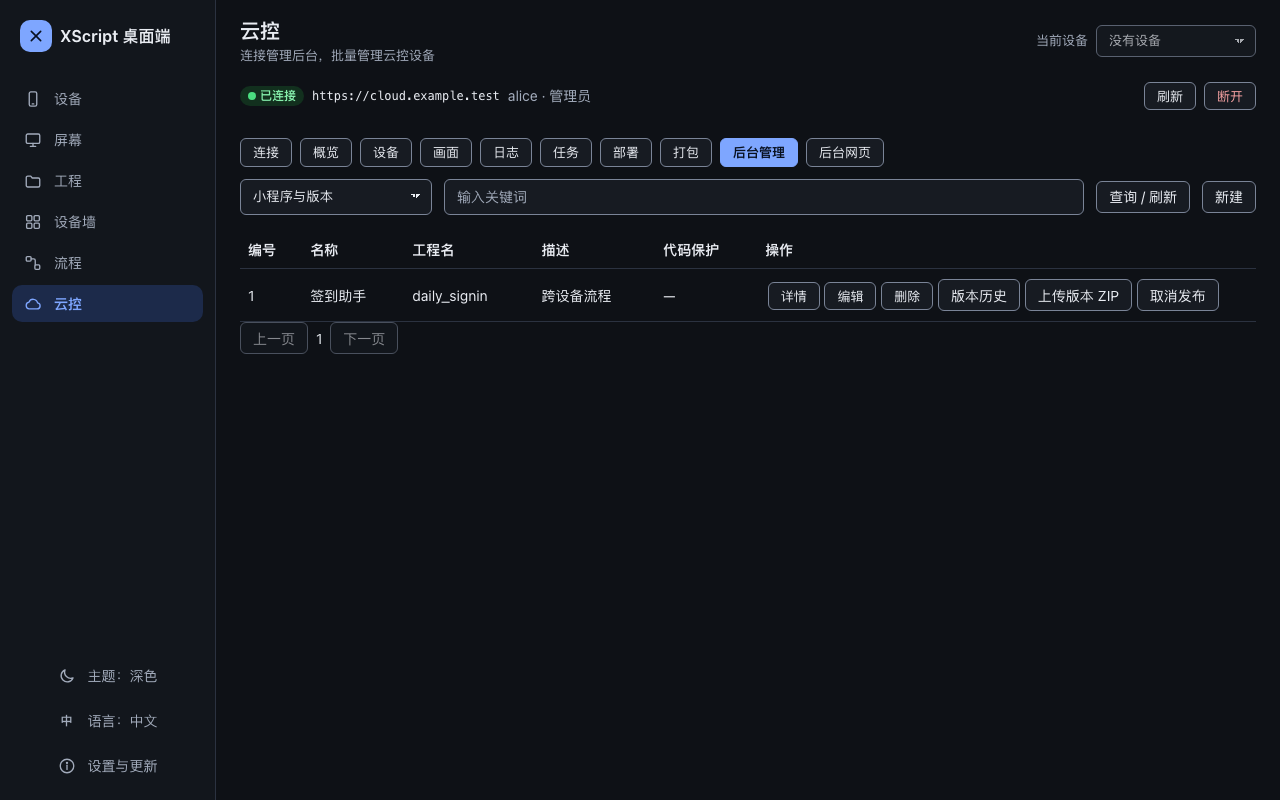 XScript 桌面端
设备
屏幕
工程
设备墙
流程
云控
主题：深色
中 语言：中文
设置与更新
云控
连接管理后台，批量管理云控设备
当前设备 没有设备
已连接 https://cloud.example.test alice · 管理员 刷新 断开
连接 概览 设备 画面 日志 任务 部署 打包 后台管理 后台网页
小程序与版本 输入关键词 查询 / 刷新 新建
编号 名称 工程名 描述 代码保护 操作
1 签到助手 daily_signin 跨设备流程 — 详情 编辑 删除 版本历史 上传版本 ZIP 取消发布
上一页 1 下一页